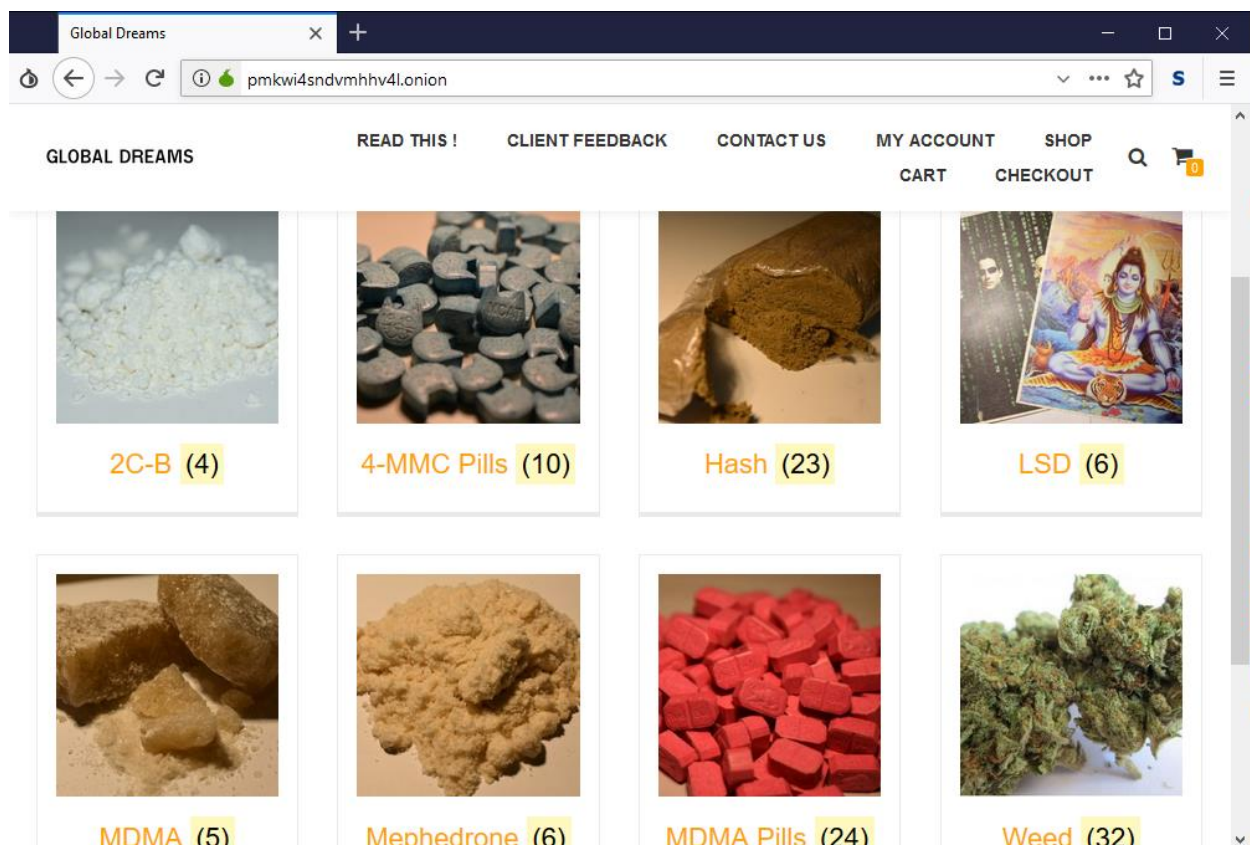 Global Dreams
pmkwi4sndvmhhv4l.onion
S
GLOBAL DREAMS
READ THIS !
CLIENT FEEDBACK
CONTACT US
MY ACCOUNT
SHOP
CART
CHECKOUT
0
2C-B (4)
4-MMC Pills (10)
Hash (23)
LSD (6)
MDMA (5)
Mephedrone (6)
MDMA Pills (24)
Weed (32)